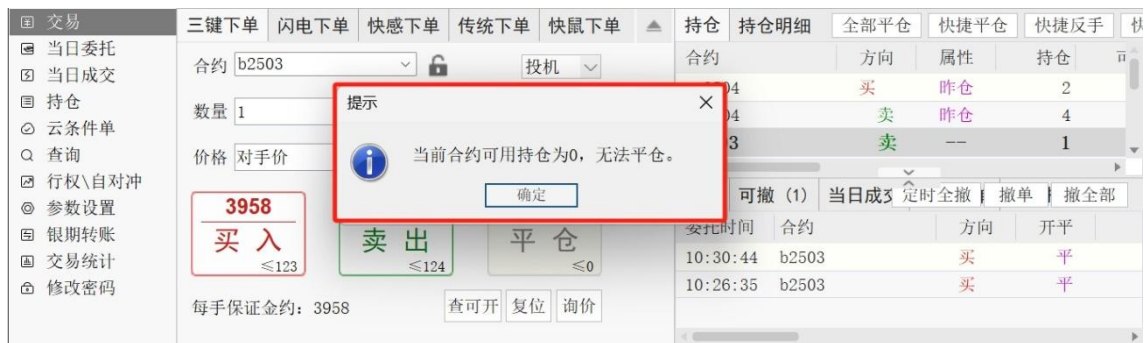 交易
当日委托
当日成交
持仓
云条件单
查询
行权\自对冲
参数设置
银期转账
交易统计
修改密码
三键下单 闪电下单 快感下单 传统下单 快鼠下单
合约 b2503 投机
数量 1
价格 对手价
3958
买入
≤123
卖出
≤124
平仓
≤0
每手保证金约: 3958 查可开 复位 询价
提示
当前合约可用持仓为0，无法平仓。
确定
持仓 持仓明细 全部平仓 快捷平仓 快捷反手
合约 方向 属性 持仓
04 买 昨仓 2
04 卖 昨仓 4
3 卖 -- 1
可撤 (1) 当日成交 定时全撤 撤单 撤全部
委托时间 合约 方向 开平
10:30:44 b2503 买 平
10:26:35 b2503 买 平